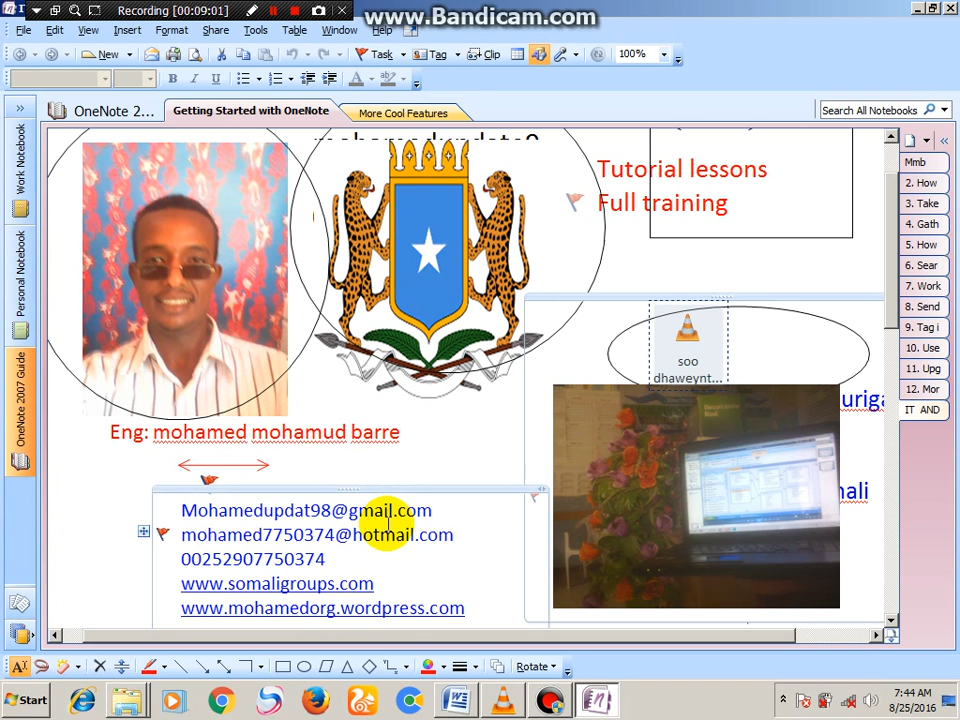 Recording [00:09:01]
www.Bandicam.com
File Edit View Insert Format Share Tools Table Window Help
New Task Tag Clip 100%
B I U A ab
OneNote 2... Getting Started with OneNote More Cool Features Search All Notebooks
Work Notebook
Personal Notebook
OneNote 2007 Guide
Tutorial lessons
Full training
soo
dhaweynt...
Eng: mohamed mohamud barre
Mohamedupdat98@gmail.com
mohamed7750374@hotmail.com
00252907750374
www.somaligroups.com
www.mohamedorg.wordpress.com
Mmb
2. How
3. Take
4. Gath
5. How
6. Sear
7. Work
8. Send
9. Tag i
10. Use
11. Upg
12. Mor
IT AND
Rotate
Start
7:44 AM
8/25/2016